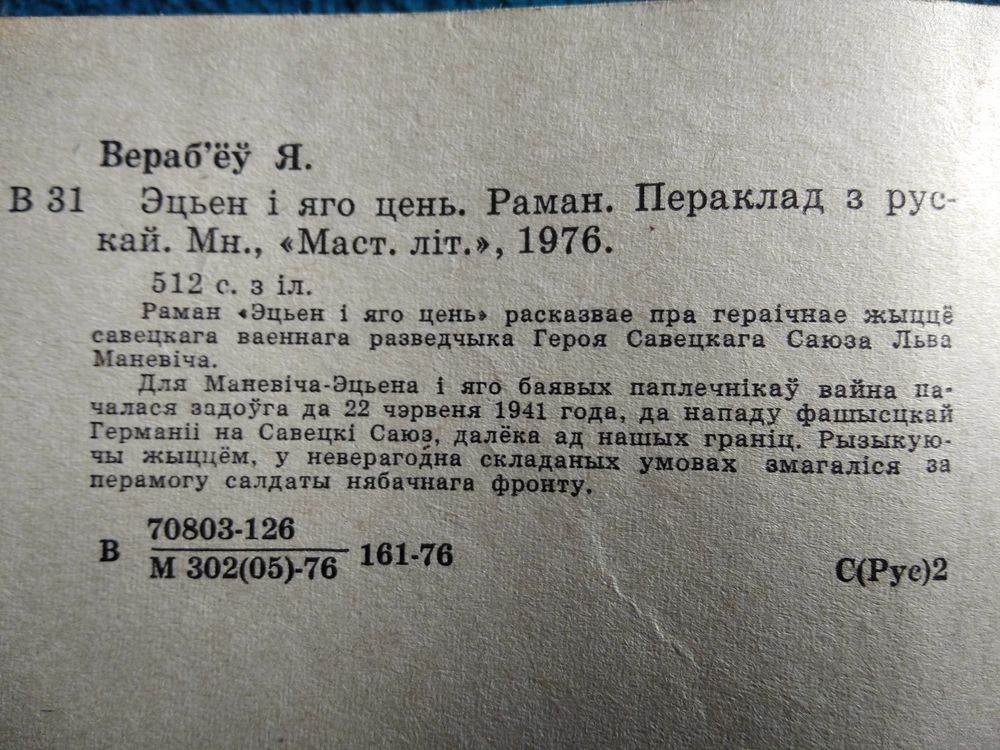 Вераб'ёў Я.
В 31 Эцьен і яго цень. Раман. Пераклад з рус-
кай. Мн., «Маст. літ.», 1976.
512 с. з іл.
Раман «Эцьен і яго цень» расказвае пра гераічнае жыццё
савецкага ваеннага разведчыка Героя Савецкага Саюза Льва
Маневіча.
Для Маневіча-Эцьена і яго баявых паплечнікаў вайна па-
чалася задоўга да 22 чэрвеня 1941 года, да нападу фашысцкай
Германіі на Савецкі Саюз, далёка ад нашых граніц. Рызыкую-
чы жыццём, у неверагодна складаных умовах змагаліся за
перамогу салдаты нябачнага фронту.
70803-126
В М 302(05)-76 161-76
С(Рус)2